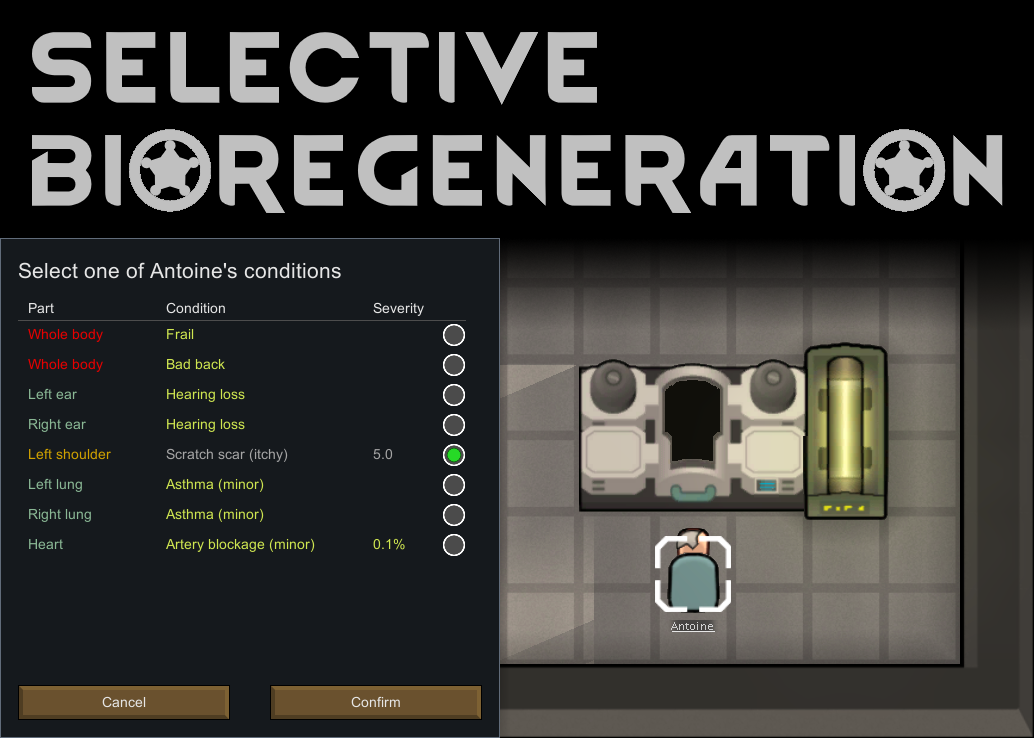 SELECTIVE
BIOREGENERATION
Select one of Antoine's conditions
Part Condition Severity
Whole body Frail
Whole body Bad back
Left ear Hearing loss
Right ear Hearing loss
Left shoulder Scratch scar (itchy) 5.0
Left lung Asthma (minor)
Right lung Asthma (minor)
Heart Artery blockage (minor) 0.1%
Cancel Confirm
Antoine